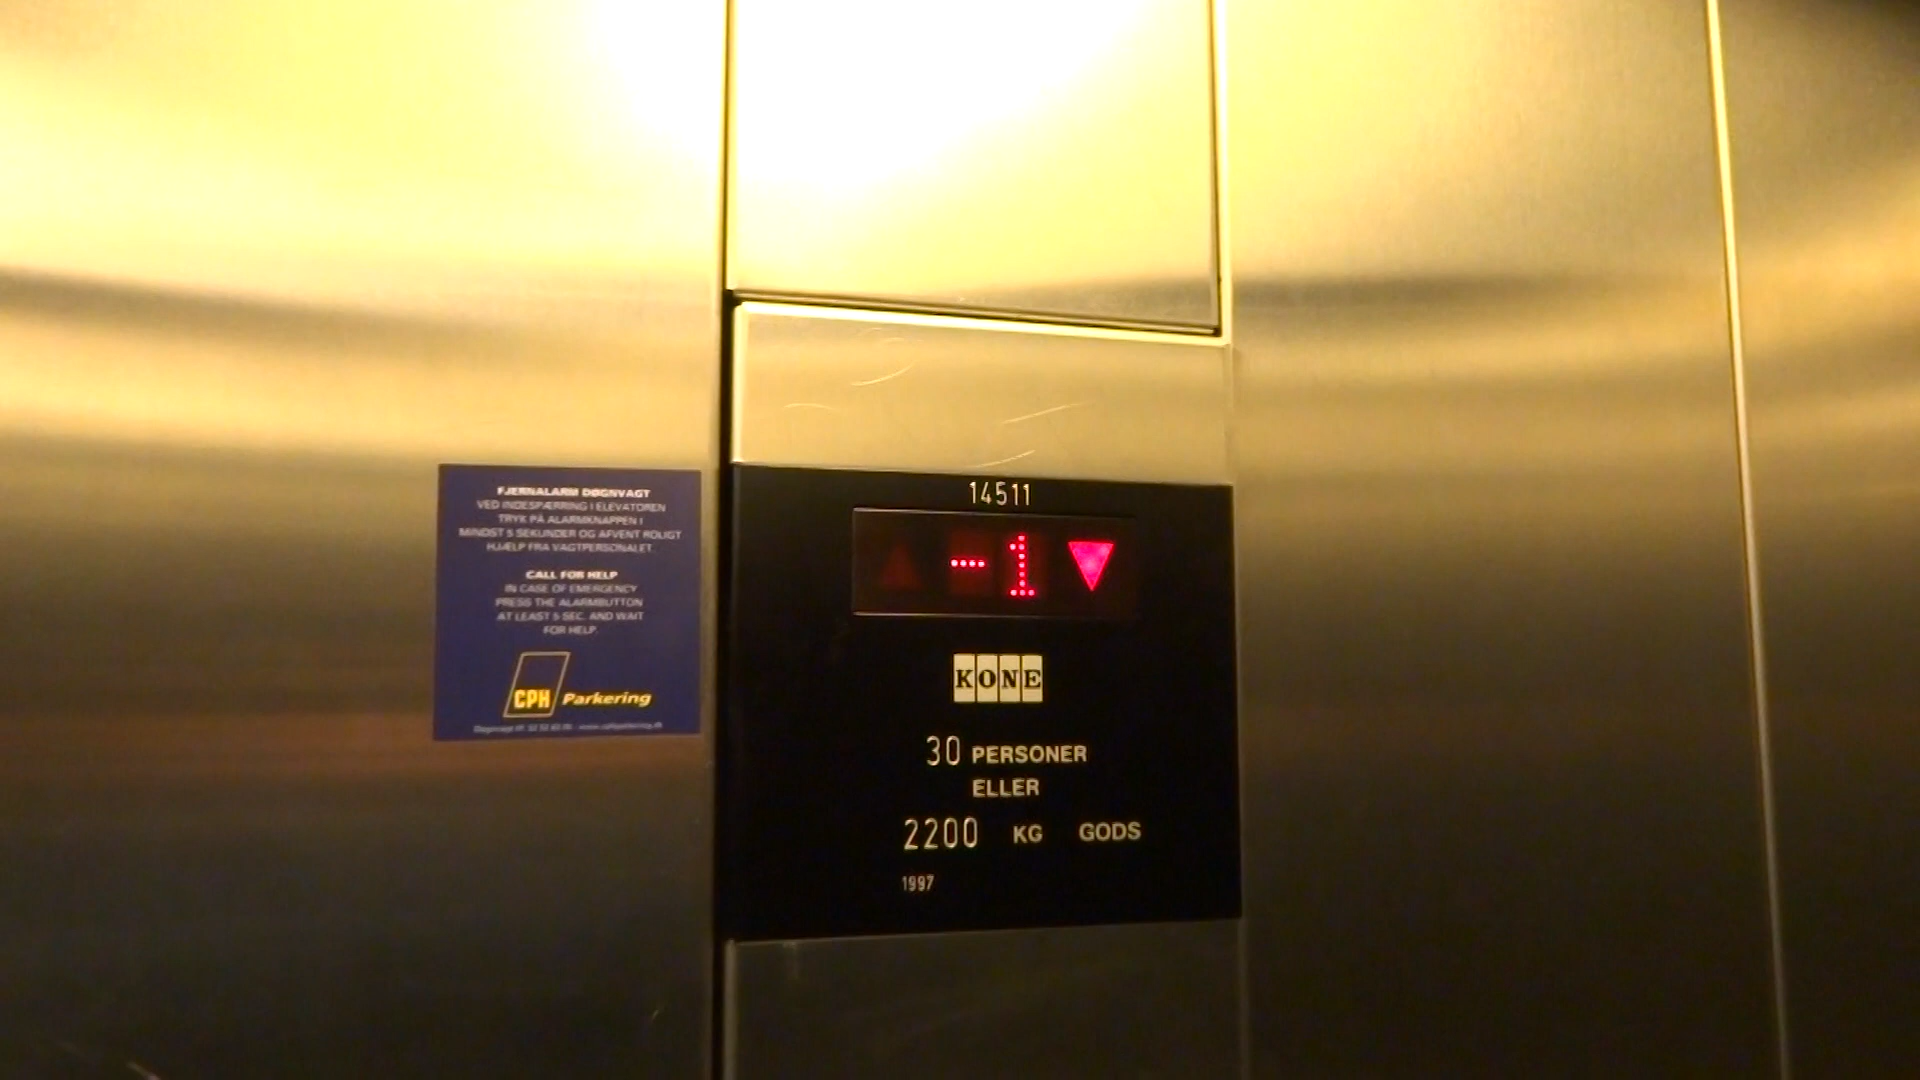 FJERNALARM DØGNVAGT
VED INDESPÆRRING I ELEVATOREN
TRYK PÅ ALARMKNAPPEN I
MINDST 5 SEKUNDER OG AFVENT ROLIGT
HJÆLP FRA VAGTPERSONALET.
CALL FOR HELP
IN CASE OF EMERGENCY
PRESS THE ALARMBUTTON
AT LEAST 5 SEC. AND WAIT
FOR HELP.
CPH Parkering
14511
-1
KONE
30 PERSONER
ELLER
2200 KG GODS
1997